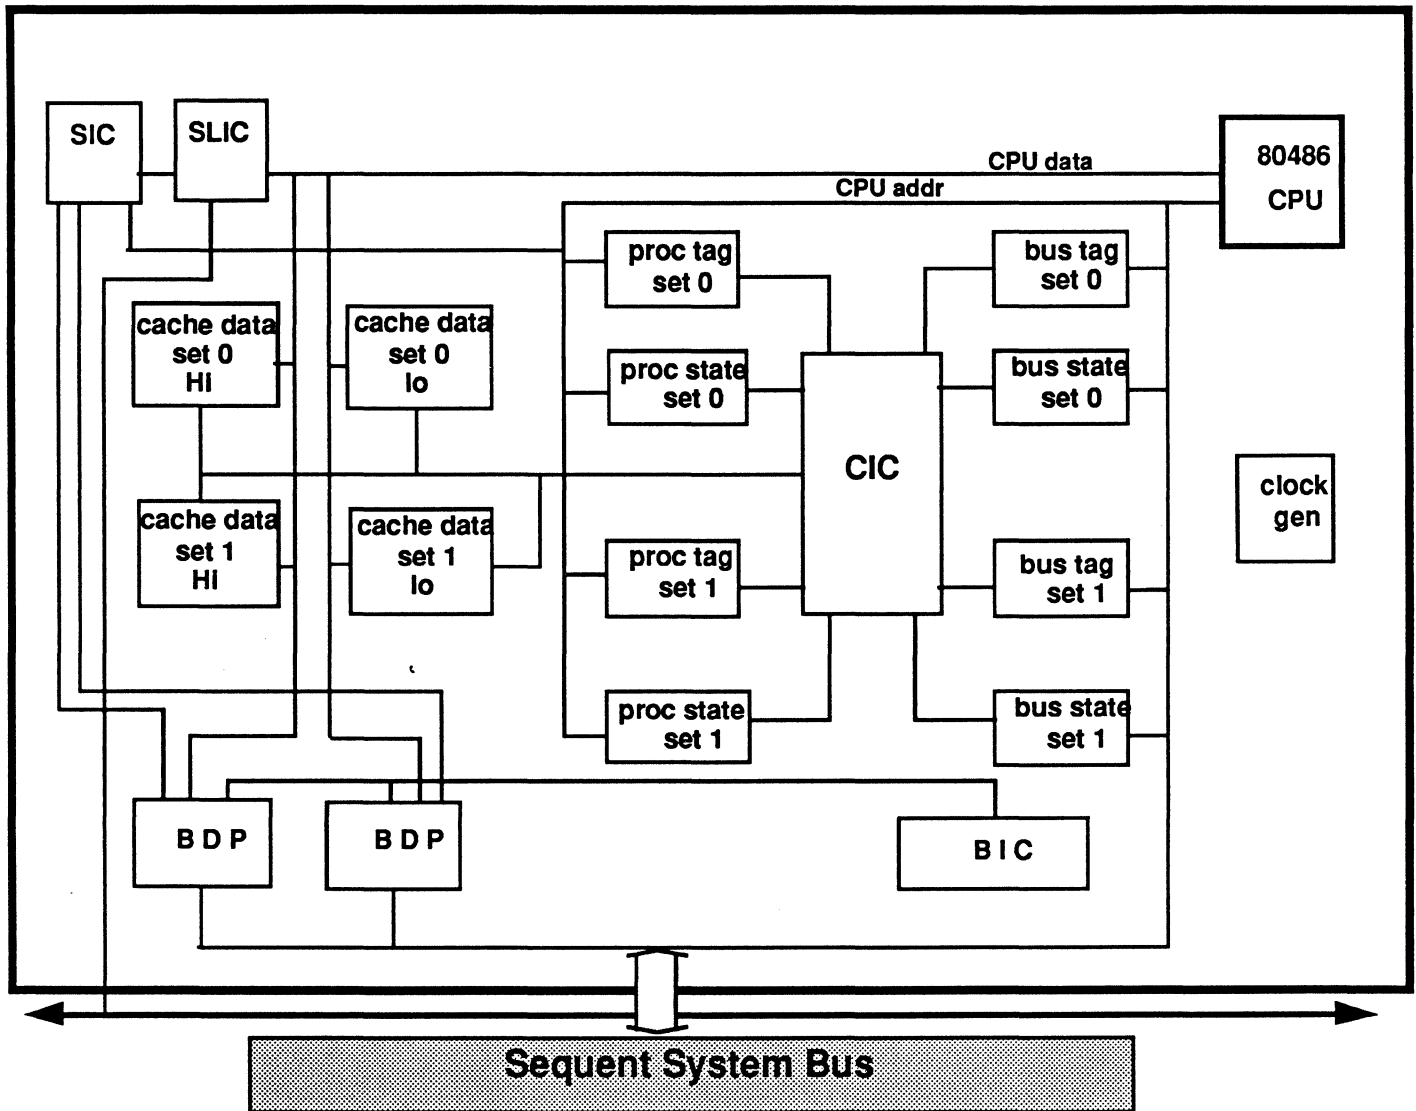 SIC
SLIC
CPU data
CPU addr
80486
CPU
proc tag
set 0
bus tag
set 0
cache data
set 0
Hi
cache data
set 0
lo
proc state
set 0
bus state
set 0
CIC
clock
gen
cache data
set 1
Hi
cache data
set 1
lo
proc tag
set 1
bus tag
set 1
proc state
set 1
bus state
set 1
B D P
B D P
B I C
Sequent System Bus